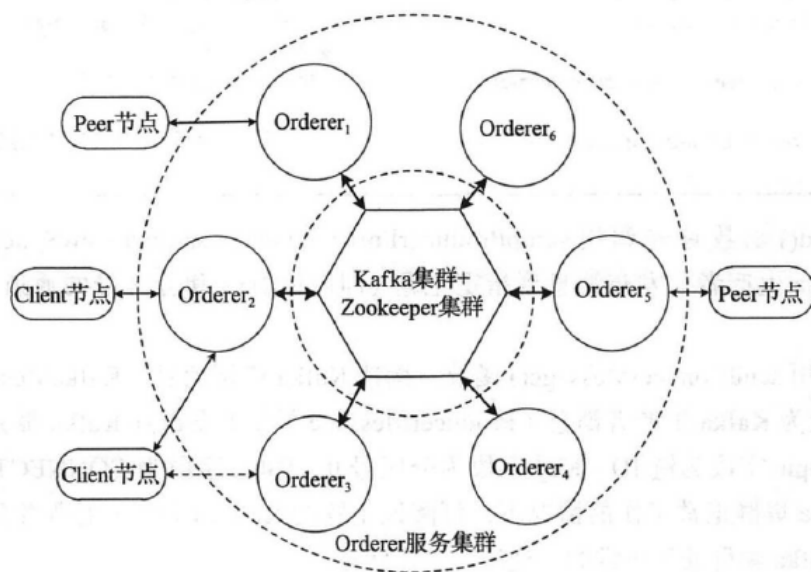 Peer节点
Orderer1
Orderer6
Client节点
Orderer2
Kafka集群+
Zookeeper集群
Orderer5
Peer节点
Client节点
Orderer3
Orderer4
Orderer服务集群